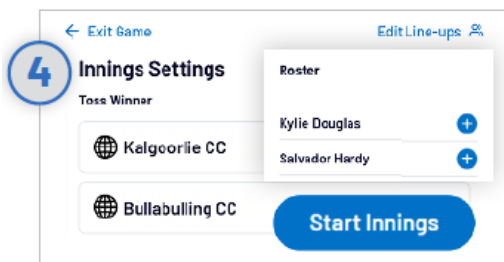 ← Exit Game
Edit Line-ups
4
Innings Settings
Toss Winner
Kalgoorlie CC
Bullabulling CC
Roster
Kylie Douglas
Salvador Hardy
Start Innings